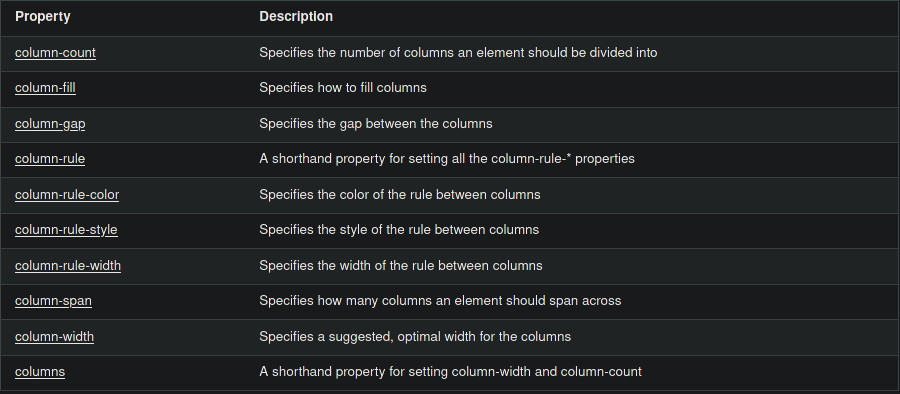 Property Description
column-count Specifies the number of columns an element should be divided into
column-fill Specifies how to fill columns
column-gap Specifies the gap between the columns
column-rule A shorthand property for setting all the column-rule-* properties
column-rule-color Specifies the color of the rule between columns
column-rule-style Specifies the style of the rule between columns
column-rule-width Specifies the width of the rule between columns
column-span Specifies how many columns an element should span across
column-width Specifies a suggested, optimal width for the columns
columns A shorthand property for setting column-width and column-count